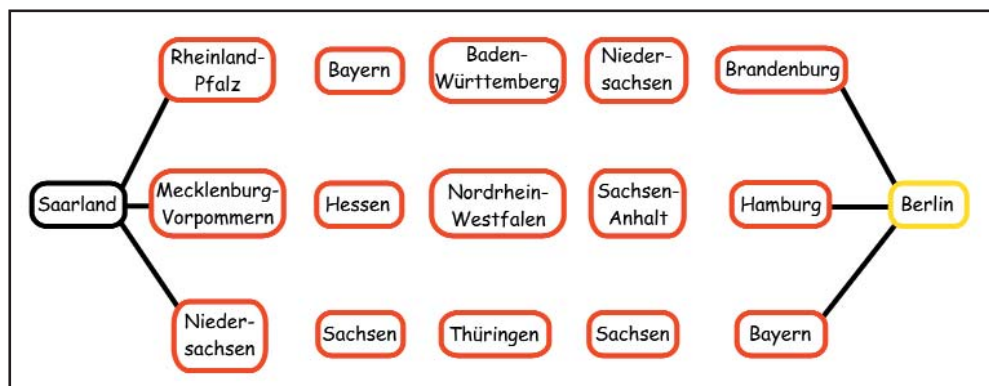 Rheinland-
Pfalz
Bayern
Baden-
Württemberg
Nieder-
sachsen
Brandenburg
Saarland
Mecklenburg-
Vorpommern
Hessen
Nordrhein-
Westfalen
Sachsen-
Anhalt
Hamburg
Berlin
Nieder-
sachsen
Sachsen
Thüringen
Sachsen
Bayern